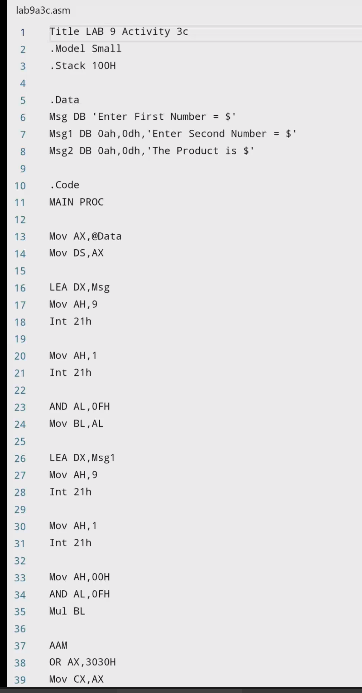 lab9a3c.asm
1 Title LAB 9 Activity 3c
2 .Model Small
3 .Stack 100H
4
5 .Data
6 Msg DB 'Enter First Number = $'
7 Msg1 DB 0ah,0dh,'Enter Second Number = $'
8 Msg2 DB 0ah,0dh,'The Product is $'
9
10 .Code
11 MAIN PROC
12
13 Mov AX,@Data
14 Mov DS,AX
15
16 LEA DX,Msg
17 Mov AH,9
18 Int 21h
19
20 Mov AH,1
21 Int 21h
22
23 AND AL,0FH
24 Mov BL,AL
25
26 LEA DX,Msg1
27 Mov AH,9
28 Int 21h
29
30 Mov AH,1
31 Int 21h
32
33 Mov AH,00H
34 AND AL,0FH
35 Mul BL
36
37 AAM
38 OR AX,3030H
39 Mov CX,AX